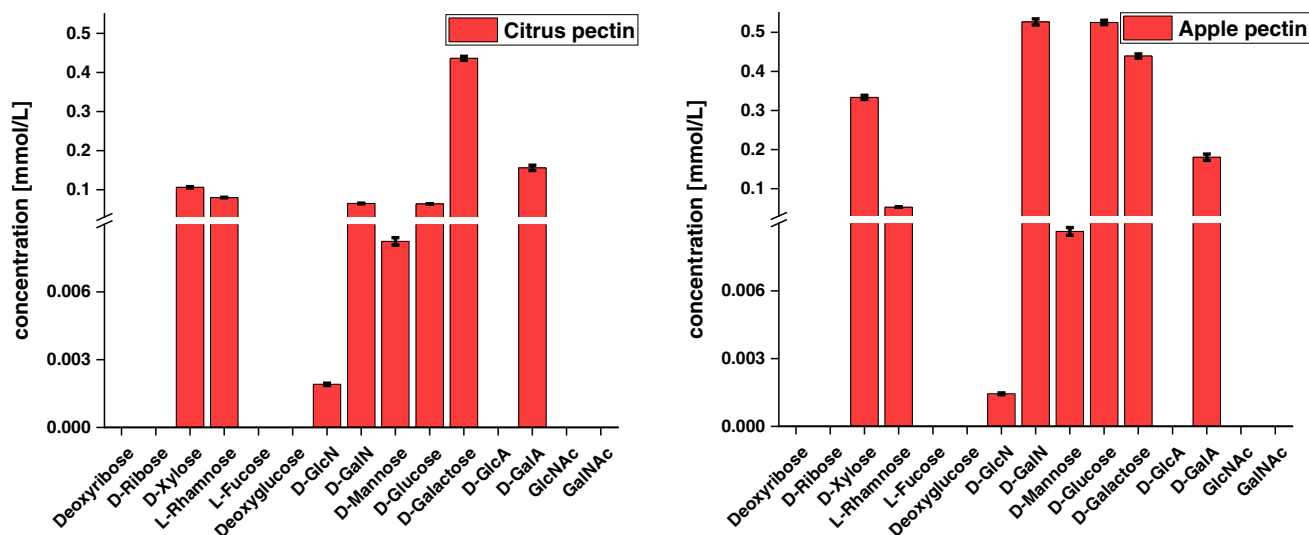 Citrus pectin
concentration [mmol/L]
0.5
0.4
0.3
0.2
0.1
0.006
0.003
0.000
Deoxyribose
D-Ribose
D-Xylose
L-Rhamnose
L-Fucose
Deoxyglucose
D-GlcN
D-GalN
D-Mannose
D-Glucose
D-Galactose
D-GlcA
D-GalA
GlcNAc
GalNAc
Apple pectin
concentration [mmol/L]
0.5
0.4
0.3
0.2
0.1
0.006
0.003
0.000
Deoxyribose
D-Ribose
D-Xylose
L-Rhamnose
L-Fucose
Deoxyglucose
D-GlcN
D-GalN
D-Mannose
D-Glucose
D-Galactose
D-GlcA
D-GalA
GlcNAc
GalNAc